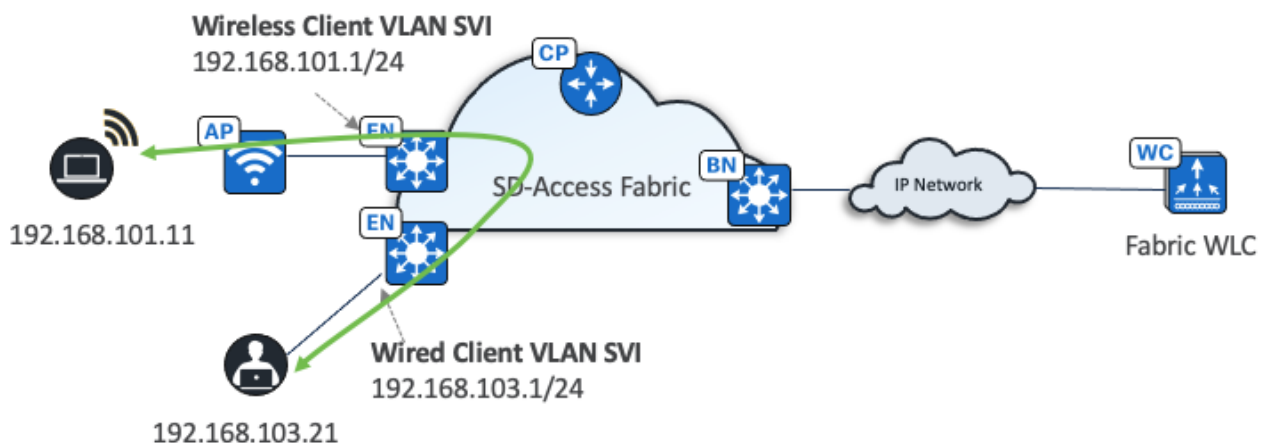 Wireless Client VLAN SVI
192.168.101.1/24
CP
AP
EN
192.168.101.11
SD-Access Fabric
BN
IP Network
WC
Fabric WLC
EN
Wired Client VLAN SVI
192.168.103.1/24
192.168.103.21